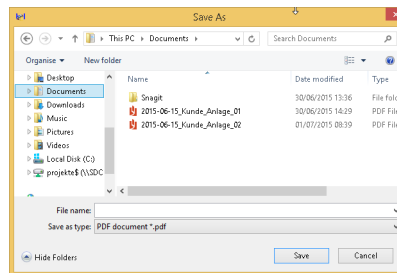 Save As
This PC Documents
Search Documents
Organise New folder
Name Date modified Type
Desktop
Documents
Downloads
Music
Pictures
Videos
Local Disk (C:)
projekte$ (\\SDC
Snagit 30/06/2015 13:36 File fold
2015-06-15_Kunde_Anlage_01 30/06/2015 14:29 PDF File
2015-06-15_Kunde_Anlage_02 01/07/2015 08:39 PDF File
File name:
Save as type: PDF document *.pdf
Hide Folders Save Cancel